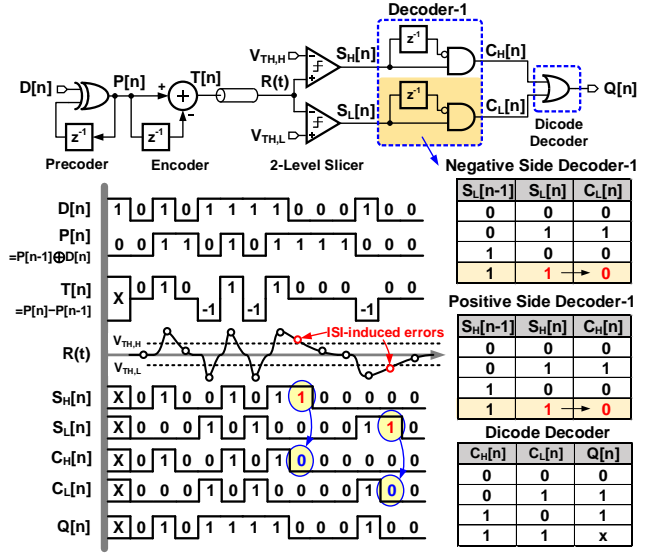 Decoder-1
V_TH,H
S_H[n]
z⁻¹
C_H[n]
D[n]
P[n]
T[n]
R(t)
Q[n]
+
-
z⁻¹
z⁻¹
S_L[n]
z⁻¹
C_L[n]
V_TH,L
Precoder
Encoder
2-Level Slicer
Dicode
Decoder
Negative Side Decoder-1
S_L[n-1] S_L[n] C_L[n]
0 0 0
0 1 1
1 0 0
1 1 → 0
Positive Side Decoder-1
S_H[n-1] S_H[n] C_H[n]
0 0 0
0 1 1
1 0 0
1 1 → 0
Dicode Decoder
C_H[n] C_L[n] Q[n]
0 0 0
0 1 1
1 0 1
1 1 x
D[n] 1 0 1 0 1 1 1 1 0 0 0 1 0 0
P[n] 0 0 1 1 0 1 0 1 1 1 1 0 0 0
=P[n-1]⊕D[n]
T[n] X 0 1 0 -1 1 -1 1 0 0 0 -1 0 0
=P[n]−P[n-1]
ISI-induced errors
V_TH,H
R(t)
V_TH,L
S_H[n] X 0 1 0 0 1 0 1 1 0 0 0 0 0
S_L[n] X 0 0 0 1 0 1 0 0 0 0 1 1 0
C_H[n] X 0 1 0 0 1 0 1 0 0 0 0 0 0
C_L[n] X 0 0 0 1 0 1 0 0 0 0 1 0 0
Q[n] X 0 1 0 1 1 1 1 0 0 0 1 0 0